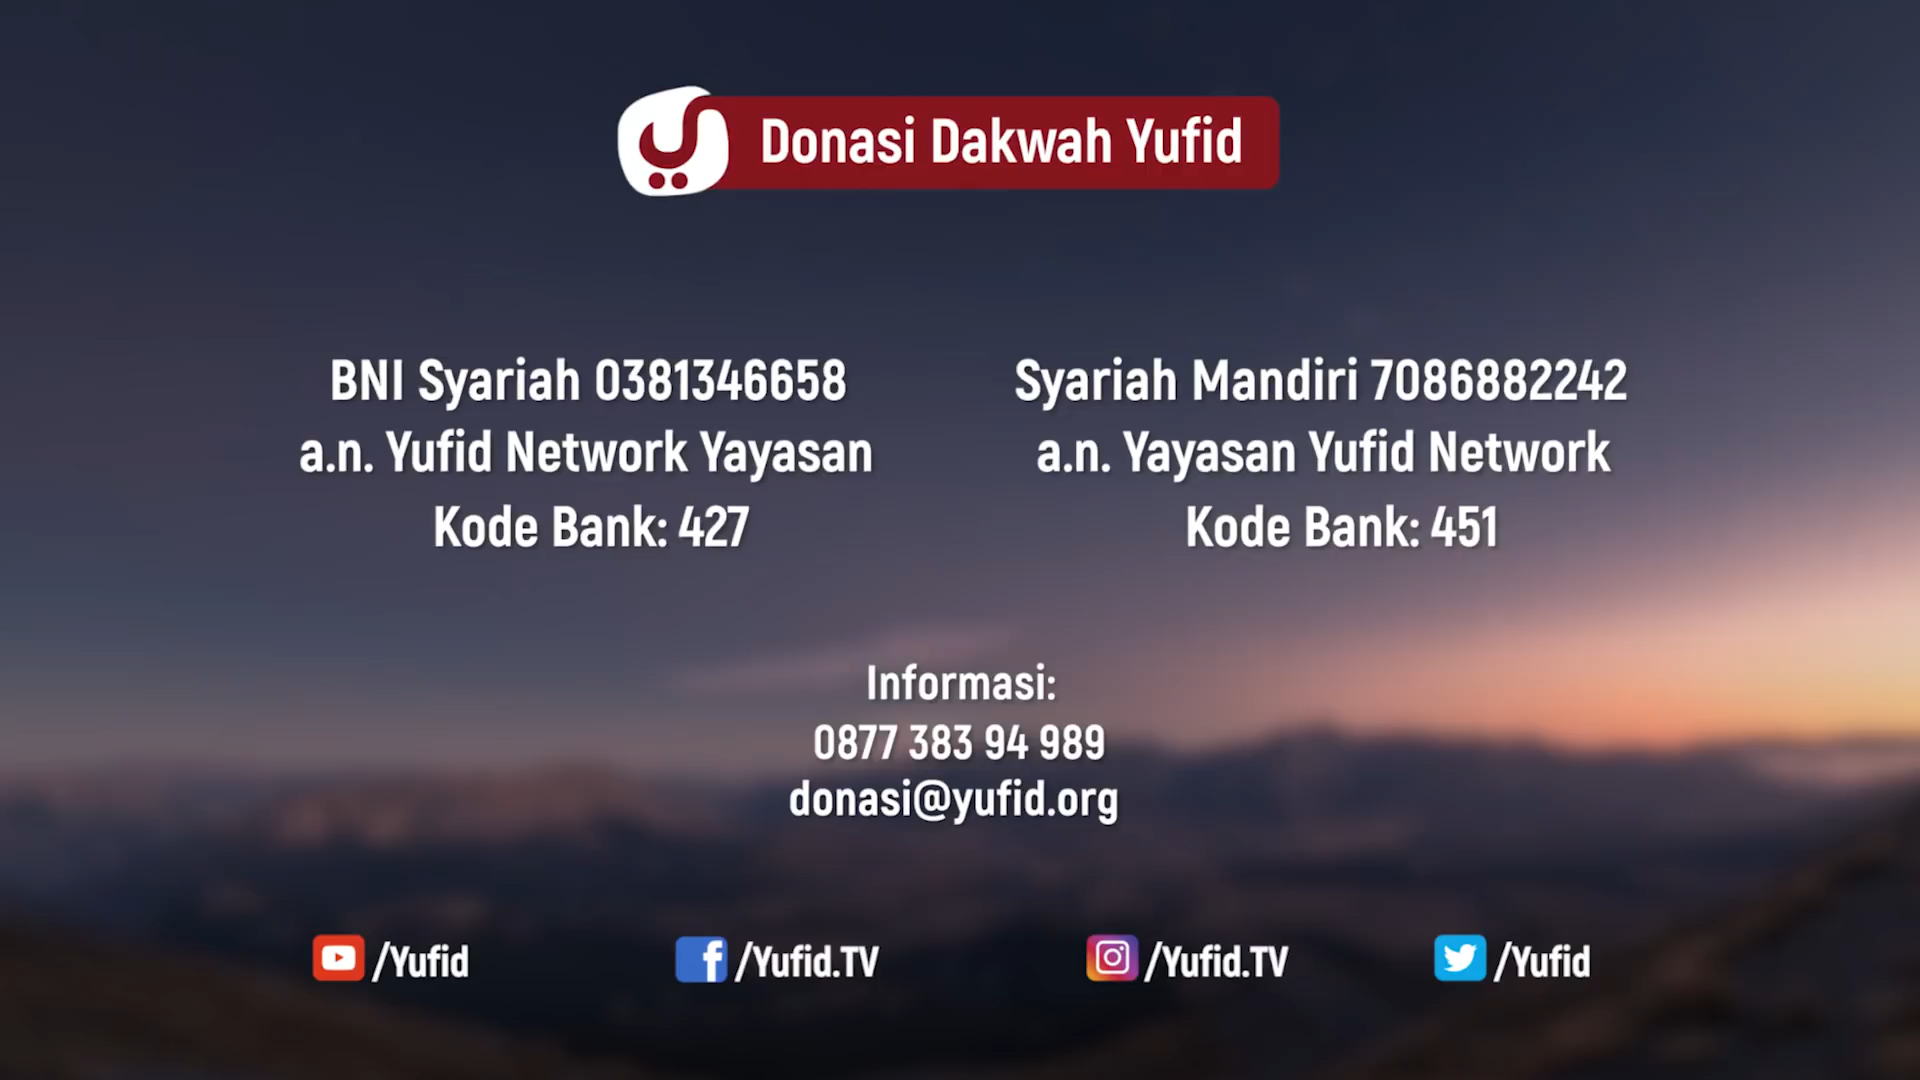 Donasi Dakwah Yufid
BNI Syariah 0381346658
a.n. Yufid Network Yayasan
Kode Bank: 427
Syariah Mandiri 7086882242
a.n. Yayasan Yufid Network
Kode Bank: 451
Informasi:
0877 383 94 989
donasi@yufid.org
/Yufid
/Yufid.TV
/Yufid.TV
/Yufid